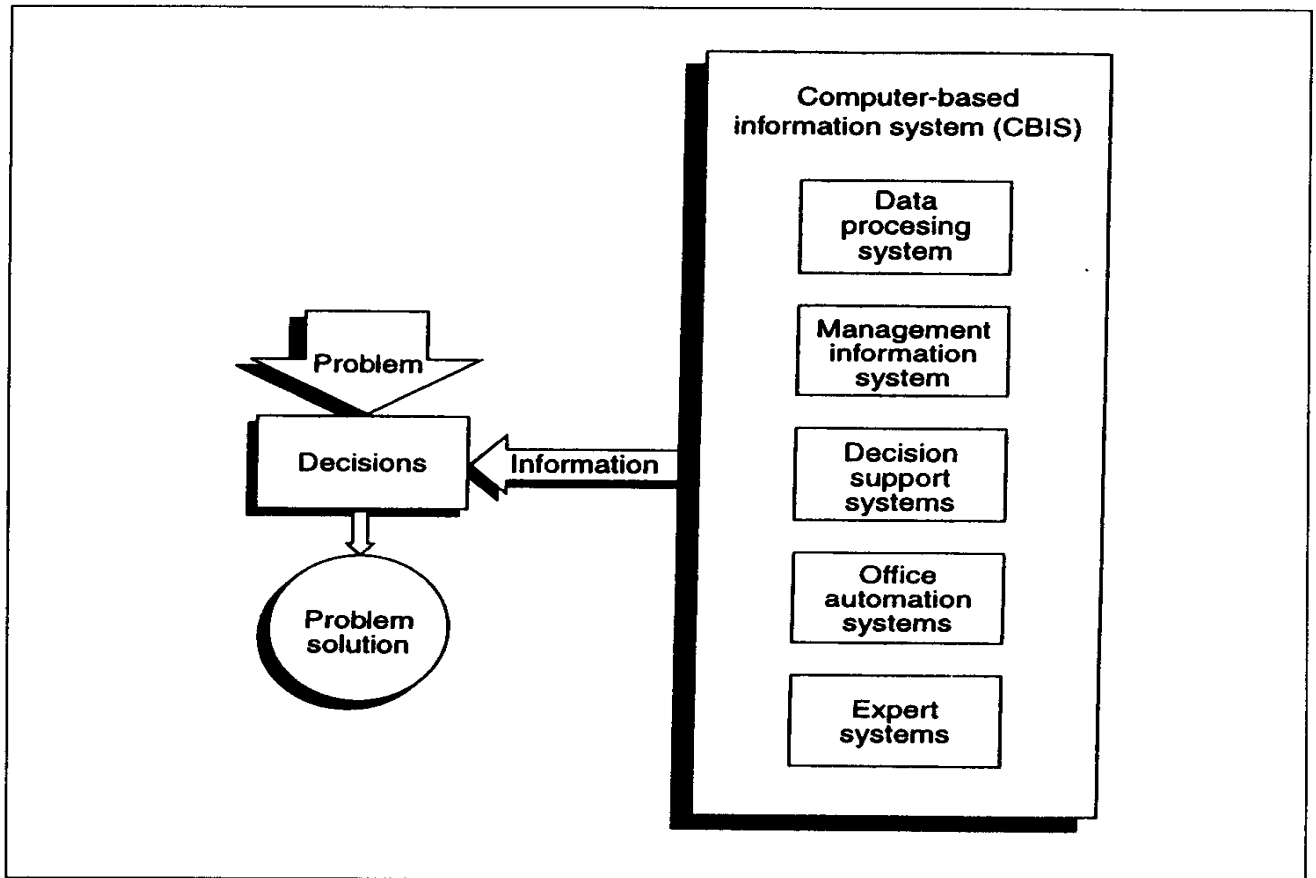 Computer-based
information system (CBIS)
Data
procesing
system
Management
information
system
Decision
support
systems
Office
automation
systems
Expert
systems
Problem
Decisions
Information
Problem
solution